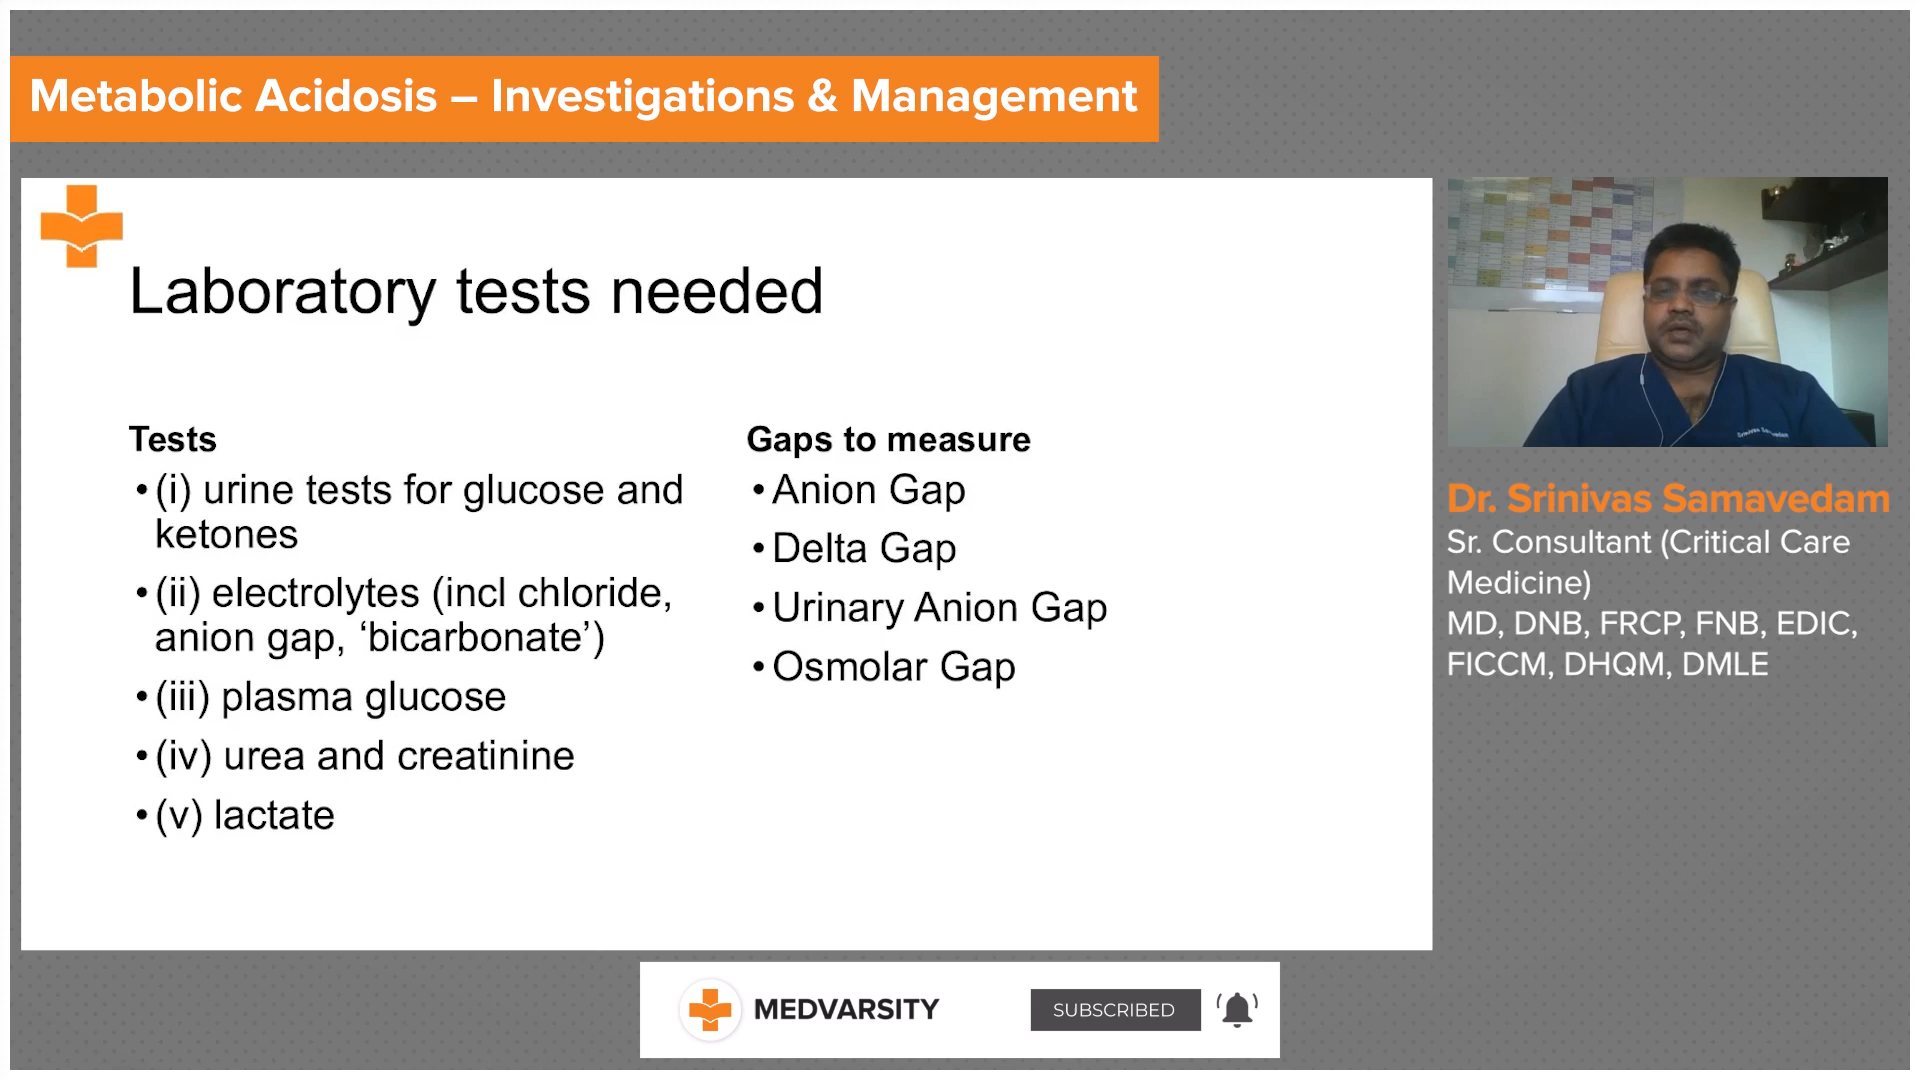 Metabolic Acidosis – Investigations & Management
Laboratory tests needed
Tests
•(i) urine tests for glucose and
ketones
•(ii) electrolytes (incl chloride,
anion gap, ‘bicarbonate’)
•(iii) plasma glucose
•(iv) urea and creatinine
•(v) lactate
Gaps to measure
•Anion Gap
•Delta Gap
•Urinary Anion Gap
•Osmolar Gap
Dr. Srinivas Samavedam
Sr. Consultant (Critical Care
Medicine)
MD, DNB, FRCP, FNB, EDIC,
FICCM, DHQM, DMLE
MEDVARSITY
SUBSCRIBED